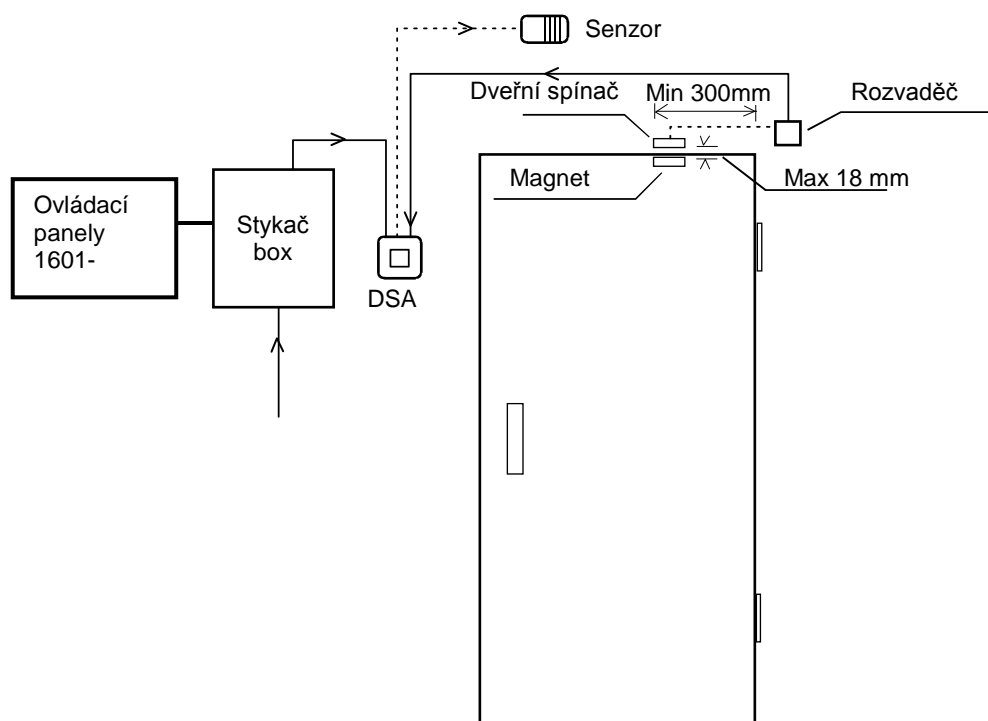 Senzor
Dveřní spínač
Min 300mm
Rozvaděč
Magnet
Max 18 mm
Ovládací
panely
1601-
Stykač
box
DSA